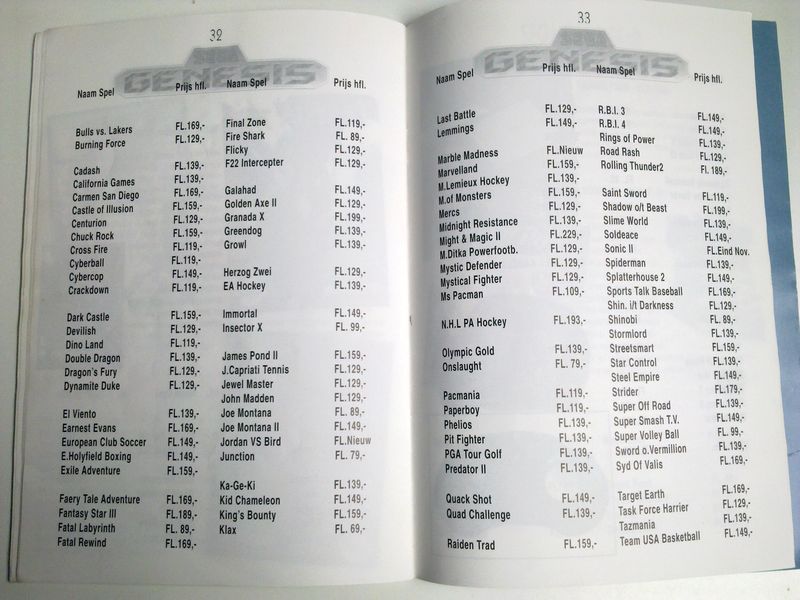 32
SEGA
GENESIS
Naam Spel Prijs hfl.
Bulls vs. Lakers FL.169,-
Burning Force FL.129,-
Cadash FL.139,-
California Games FL.139,-
Carmen San Diego FL.169,-
Castle of Illusion FL.159,-
Centurion FL.129,-
Chuck Rock FL.159,-
Cross Fire FL.119,-
Cyberball FL.119,-
Cybercop FL.149,-
Crackdown FL.119,-
Dark Castle FL.159,-
Devilish FL.129,-
Dino Land FL.119,-
Double Dragon FL.139,-
Dragon's Fury FL.129,-
Dynamite Duke FL.129,-
El Viento FL.139,-
Earnest Evans FL.169,-
European Club Soccer FL.149,-
E.Holyfield Boxing FL.149,-
Exile Adventure FL.159,-
Faery Tale Adventure FL.169,-
Fantasy Star III FL.189,-
Fatal Labyrinth FL. 89,-
Fatal Rewind FL.169,-
Naam Spel Prijs hfl.
Final Zone FL.119,-
Fire Shark FL. 89,-
Flicky FL.129,-
F22 Intercepter FL.129,-
Galahad FL.149,-
Golden Axe II FL.129,-
Granada X FL.199,-
Greendog FL.139,-
Growl FL.139,-
Herzog Zwei FL.129,-
EA Hockey FL.139,-
Immortal FL.149,-
Insector X FL. 99,-
James Pond II FL.159,-
J.Capriati Tennis FL.129,-
Jewel Master FL.129,-
John Madden FL.129,-
Joe Montana FL. 89,-
Joe Montana II FL.149,-
Jordan VS Bird FL.Nieuw
Junction FL. 79,-
Ka-Ge-Ki FL.139,-
Kid Chameleon FL.149,-
King's Bounty FL.159,-
Klax FL. 69,-
33
SEGA
GENESIS
Naam Spel Prijs hfl.
Last Battle FL.129,-
Lemmings FL.149,-
Marble Madness FL.Nieuw
Marvelland FL.159,-
M.Lemieux Hockey FL.139,-
M.of Monsters FL.159,-
Mercs FL.129,-
Midnight Resistance FL.139,-
Might & Magic II FL.229,-
M.Ditka Powerfootb. FL.129,-
Mystic Defender FL.129,-
Mystical Fighter FL.129,-
Ms Pacman FL.109,-
N.H.L PA Hockey FL.193,-
Olympic Gold FL.139,-
Onslaught FL. 79,-
Pacmania FL.119,-
Paperboy FL.119,-
Phelios FL.139,-
Pit Fighter FL.139,-
PGA Tour Golf FL.139,-
Predator II FL.139,-
Quack Shot FL.149,-
Quad Challenge FL.139,-
Raiden Trad FL.159,-
Naam Spel Prijs hfl.
R.B.I. 3 FL.149,-
R.B.I. 4 FL.149,-
Rings of Power FL.139,-
Road Rash FL.129,-
Rolling Thunder2 FL.189,-
Saint Sword FL.119,-
Shadow o/t Beast FL.199,-
Slime World FL.139,-
Soldeace FL.149,-
Sonic II FL.Eind Nov.
Spiderman FL.139,-
Splatterhouse 2 FL.149,-
Sports Talk Baseball FL.169,-
Shin. i/t Darkness FL.129,-
Shinobi FL. 89,-
Stormlord FL.139,-
Streetsmart FL.159,-
Star Control FL.139,-
Steel Empire FL.149,-
Strider FL.179,-
Super Off Road FL.139,-
Super Smash T.V. FL.149,-
Super Volley Ball FL. 99,-
Sword o.Vermillion FL.139,-
Syd Of Valis FL.169,-
Target Earth FL.169,-
Task Force Harrier FL.129,-
Tazmania FL.139,-
Team USA Basketball FL.149,-